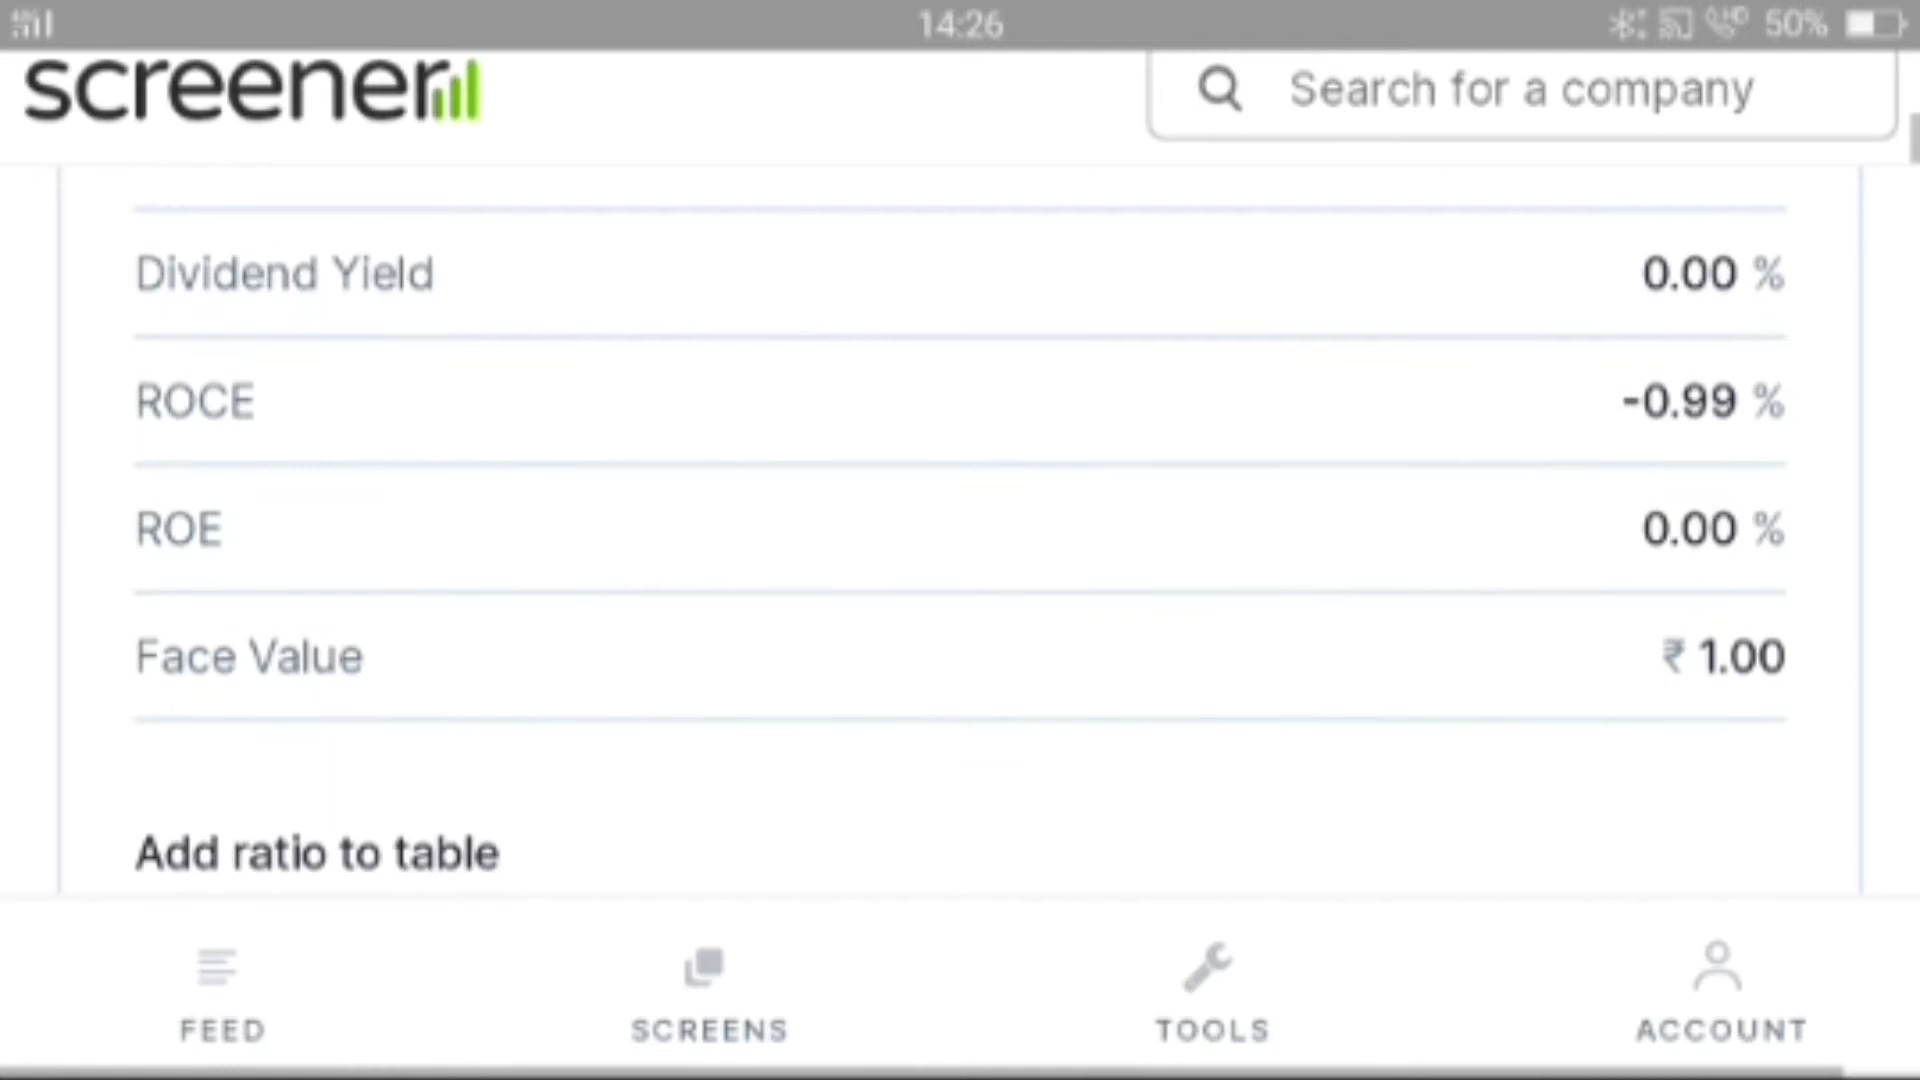 14:26
50%
screener
Search for a company
Dividend Yield 0.00 %
ROCE -0.99 %
ROE 0.00 %
Face Value ₹ 1.00
Add ratio to table
FEED SCREENS TOOLS ACCOUNT